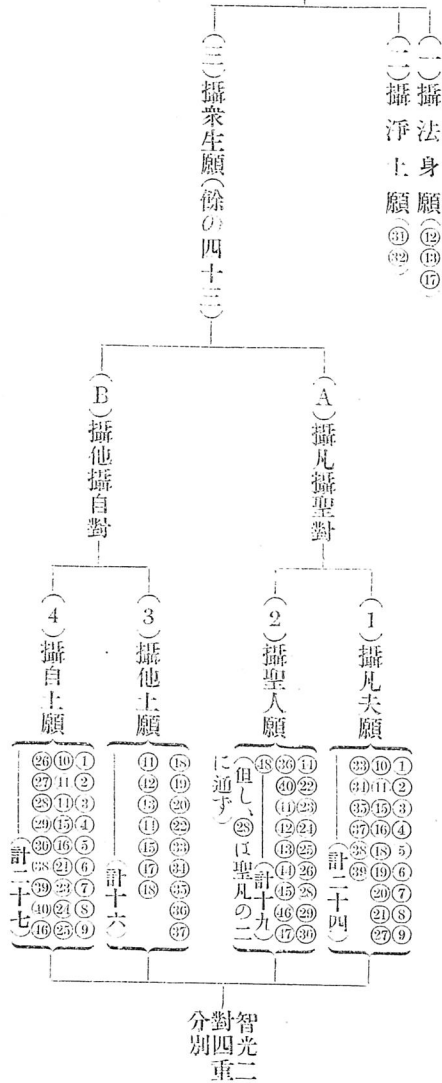 (一)攝法身願(⑫⑬⑰)
(二)攝淨土願(㉛㉜)
(三)攝衆生願(餘の四十三)
(A)攝凡攝聖對
(1)攝凡夫願
①②③④⑤⑥⑦⑧⑨
⑩⑪⑮⑯⑱⑲⑳㉑㉗
㉝㉞㉟㊲㊳㊴
(計二十四)
(2)攝聖人願
⑭㉒㉓㉔㉕㉖㉘㉙㉚
㊱㊵㊶㊷㊸㊹㊺㊻㊼
㊽――(計十九)
(但し、㉘は聖凡の二
に通ず)
(B)攝他攝自對
(3)攝他土願
⑱⑲⑳㉒㉝㉞㉟㊱㊲
㊶㊷㊸㊹㊺㊼㊽
――(計十六)
(4)攝自土願
①②③④⑤⑥⑦⑧⑨
⑩⑪⑭⑮⑯㉑㉓㉔㉕
㉖㉗㉘㉙㉚㊳㊴㊵㊻
――(計二十七)
智光二
對四重
分別